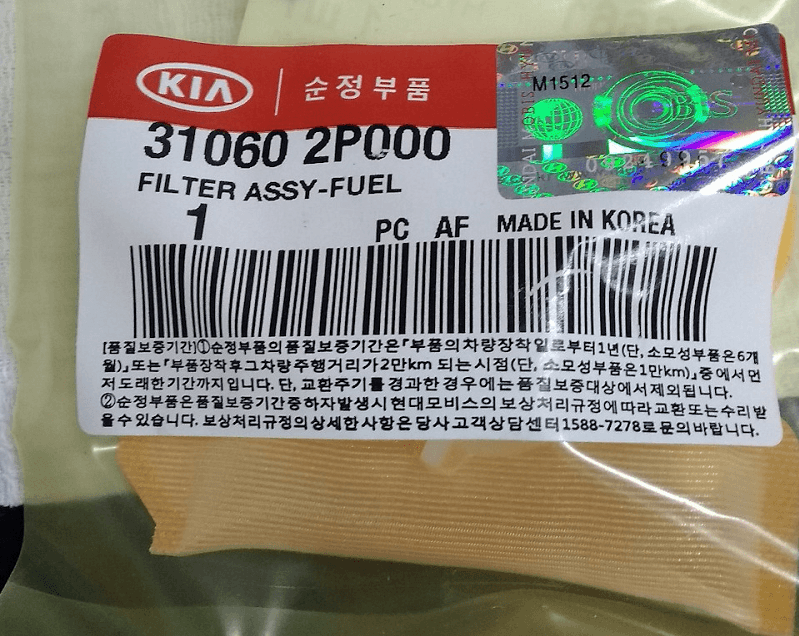 KIA 순정부품
M1512
31060 2P000
FILTER ASSY-FUEL
1 PC AF MADE IN KOREA
[품질보증기간]①순정부품의품질보증기간은「부품의차량장착일로부터1년(단, 소모성부품은6개
월)」또는「부품장착후그차량주행거리가2만km 되는시점(단, 소모성부품은1만km)」중에서먼
저도래한기간까지입니다. 단, 교환주기를경과한경우에는품질보증대상에서제외됩니다.
②순정부품은품질보증기간중하자발생시현대모비스의보상처리규정에따라교환또는수리받
을수있습니다. 보상처리규정의상세한사항은당사고객상담센터1588-7278로문의바랍니다.